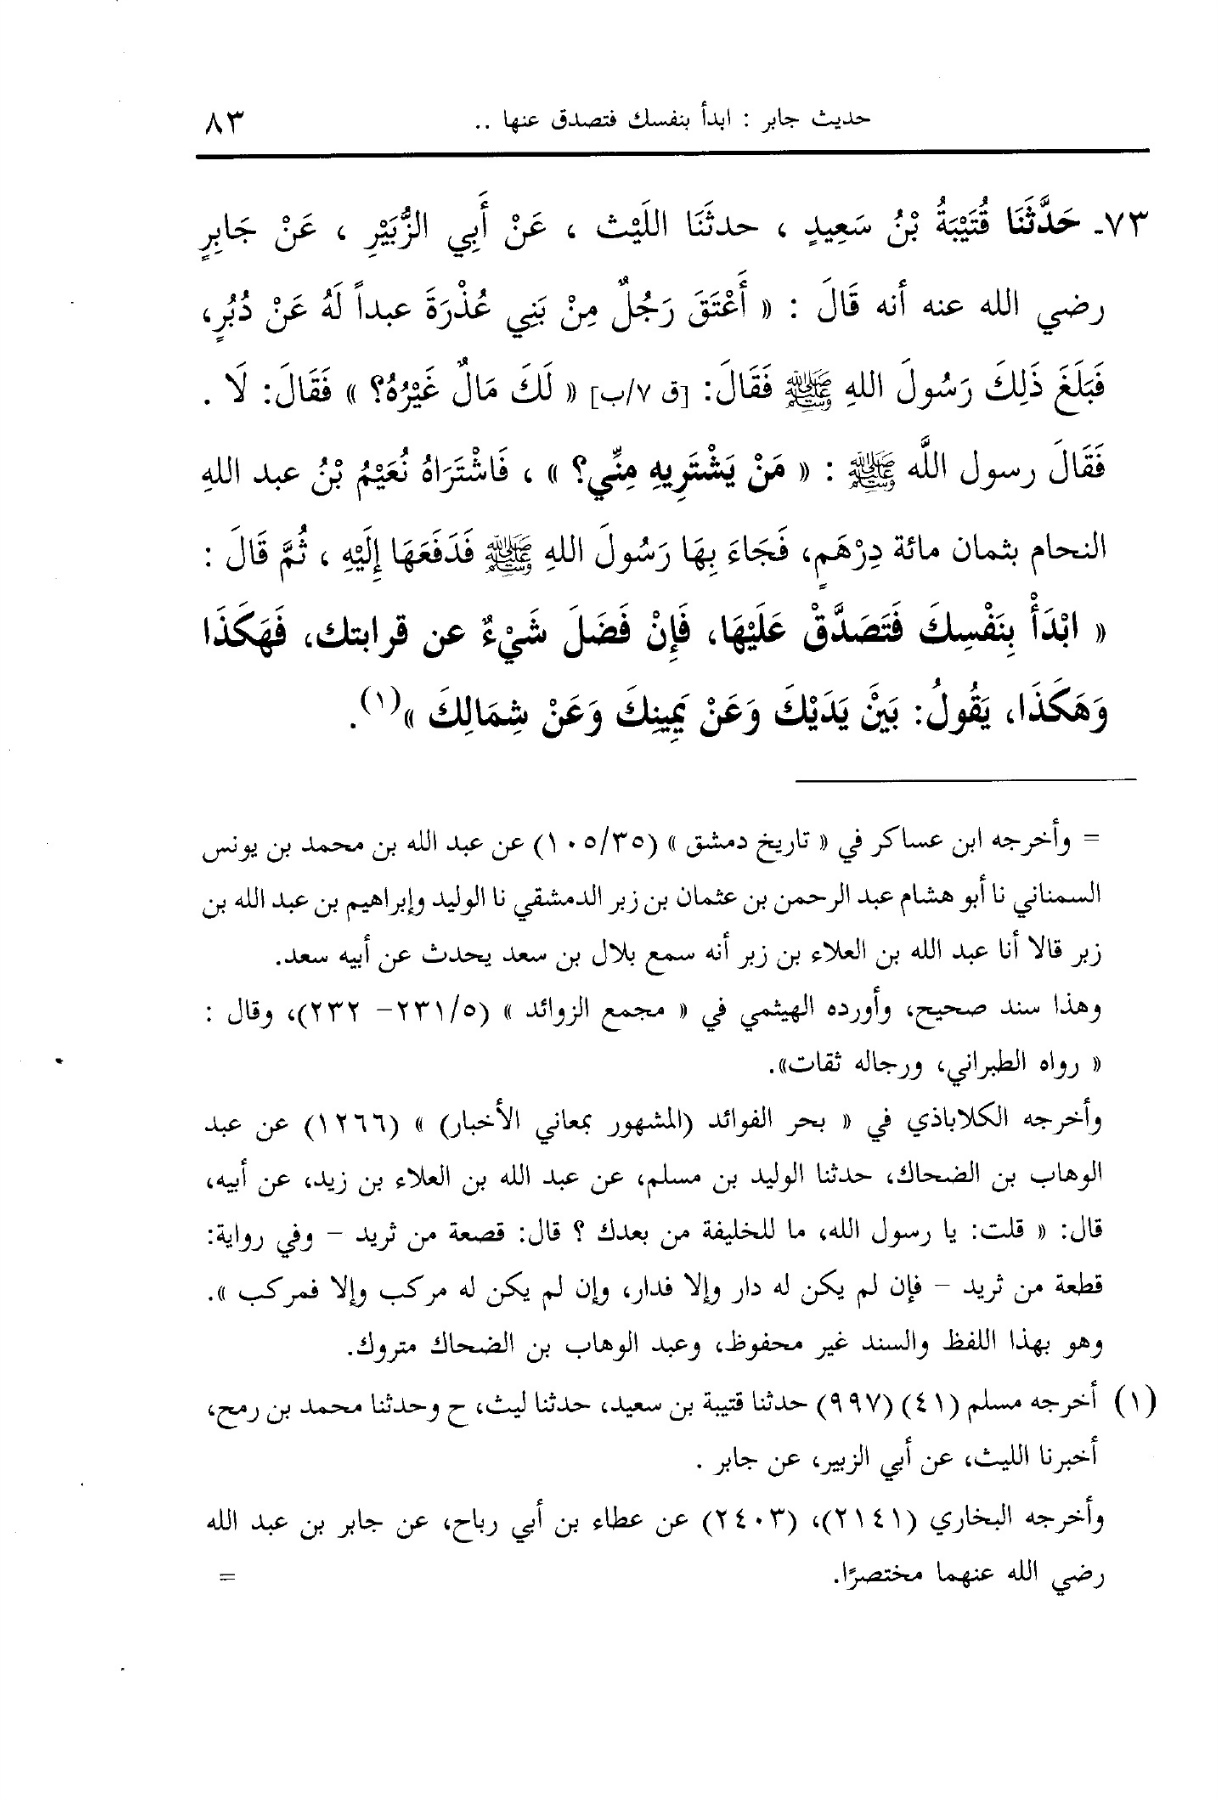 حديث جابر : ابدأ بنفسك فتصدق عنها .. ٨٣
٧٣ـ حَدَّثَنَا قُتَيْبَةُ بْنُ سَعِيدٍ ، حدثَنَا اللَيْث ، عَنْ أَبِي الزُّبَيْرِ ، عَنْ جَابِرٍ
رضي الله عنه أنه قَالَ : « أَعْتَقَ رَجُلٌ مِنْ بَنِي عُذْرَةَ عبداً لَهُ عَنْ دُبُرٍ،
فَبَلَغَ ذَلِكَ رَسُولَ اللهِ ﷺ فَقَالَ: [ق ٧/ب] « لَكَ مَالٌ غَيْرُهُ؟ » فَقَالَ: لَا .
فَقَالَ رسول اللَّه ﷺ : « مَنْ يَشْتَرِيهِ مِنِّي؟ » ، فَاشْتَرَاهُ نُعَيْمُ بْنُ عبد اللهِ
النحام بثمان مائة دِرْهَمٍ، فَجَاءَ بِهَا رَسُولَ اللهِ ﷺ فَدَفَعَهَا إِلَيْهِ ، ثُمَّ قَالَ :
« ابْدَأْ بِنَفْسِكَ فَتَصَدَّقْ عَلَيْهَا، فَإِنْ فَضَلَ شَيْءٌ عن قرابتك، فَهَكَذَا
وَهَكَذَا، يَقُولُ: بَيْنَ يَدَيْكَ وَعَنْ يَمِينِكَ وَعَنْ شِمَالِكَ »(١).
= وأخرجه ابن عساكر في « تاريخ دمشق » (١٠٥/٣٥) عن عبد الله بن محمد بن يونس
السمناني نا أبو هشام عبد الرحمن بن عثمان بن زبر الدمشقي نا الوليد وإبراهيم بن عبد الله بن
زبر قالا أنا عبد الله بن العلاء بن زبر أنه سمع بلال بن سعد يحدث عن أبيه سعد.
وهذا سند صحيح، وأورده الهيثمي في « مجمع الزوائد » (٢٣١/٥– ٢٣٢)، وقال :
« رواه الطبراني، ورجاله ثقات».
وأخرجه الكلاباذي في « بحر الفوائد (المشهور بمعاني الأخبار) » (١٢٦٦) عن عبد
الوهاب بن الضحاك، حدثنا الوليد بن مسلم، عن عبد الله بن العلاء بن زيد، عن أبيه،
قال: « قلت: يا رسول الله، ما للخليفة من بعدك ؟ قال: قصعة من ثريد – وفي رواية:
قطعة من ثريد – فإن لم يكن له دار وإلا فدار، وإن لم يكن له مركب وإلا فمركب ».
وهو بهذا اللفظ والسند غير محفوظ، وعبد الوهاب بن الضحاك متروك.
(١) أخرجه مسلم (٤١) (٩٩٧) حدثنا قتيبة بن سعيد، حدثنا ليث، ح وحدثنا محمد بن رمح،
أخبرنا الليث، عن أبي الزبير، عن جابر .
وأخرجه البخاري (٢١٤١)، (٢٤٠٣) عن عطاء بن أبي رباح، عن جابر بن عبد الله
رضي الله عنهما مختصرًا. =